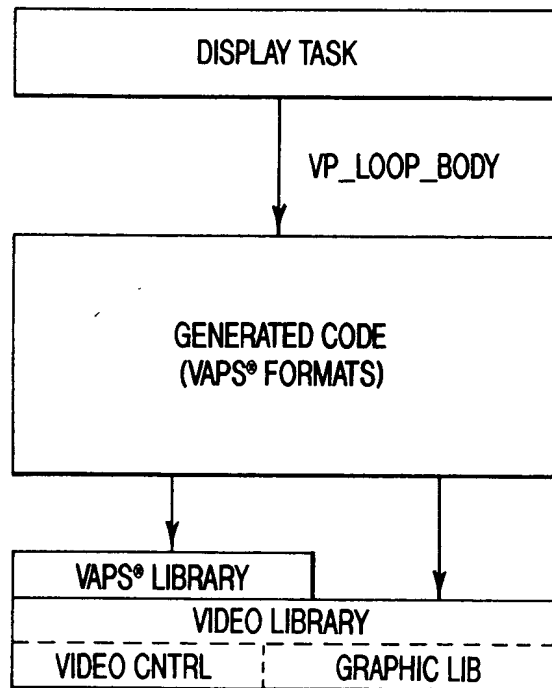 DISPLAY TASK
VP_LOOP_BODY
GENERATED CODE
(VAPS® FORMATS)
VAPS® LIBRARY
VIDEO LIBRARY
VIDEO CNTRL
GRAPHIC LIB